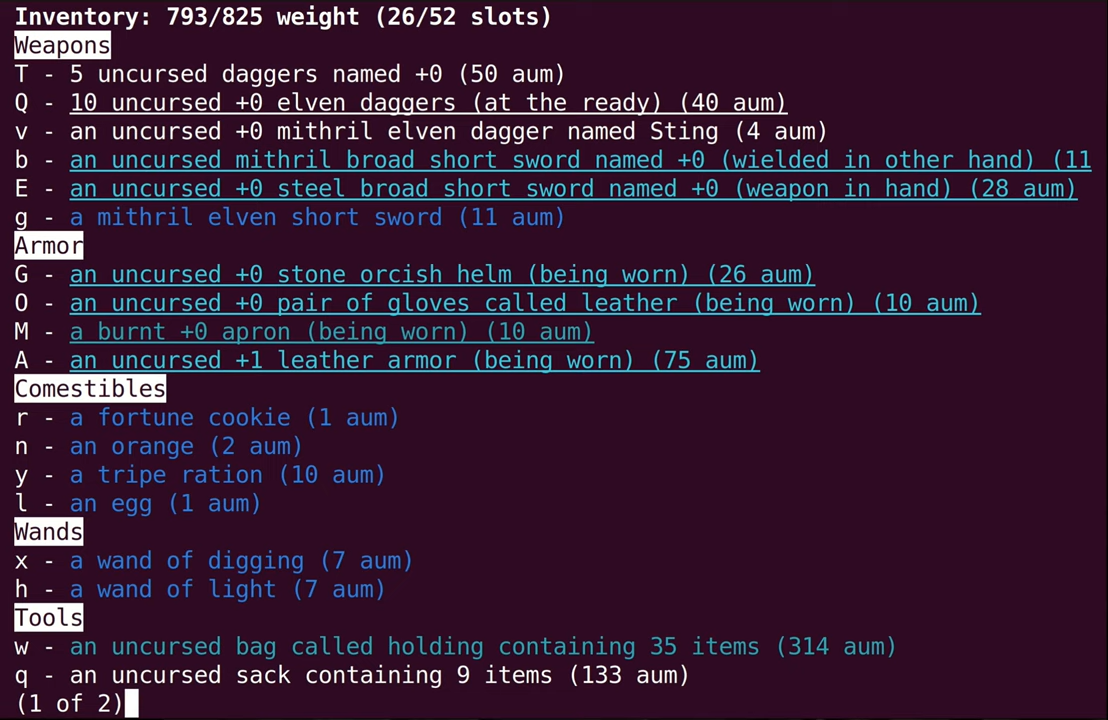 Inventory: 793/825 weight (26/52 slots)
Weapons
T - 5 uncursed daggers named +0 (50 aum)
Q - 10 uncursed +0 elven daggers (at the ready) (40 aum)
v - an uncursed +0 mithril elven dagger named Sting (4 aum)
b - an uncursed mithril broad short sword named +0 (wielded in other hand) (11
E - an uncursed +0 steel broad short sword named +0 (weapon in hand) (28 aum)
g - a mithril elven short sword (11 aum)
Armor
G - an uncursed +0 stone orcish helm (being worn) (26 aum)
O - an uncursed +0 pair of gloves called leather (being worn) (10 aum)
M - a burnt +0 apron (being worn) (10 aum)
A - an uncursed +1 leather armor (being worn) (75 aum)
Comestibles
r - a fortune cookie (1 aum)
n - an orange (2 aum)
y - a tripe ration (10 aum)
l - an egg (1 aum)
Wands
x - a wand of digging (7 aum)
h - a wand of light (7 aum)
Tools
w - an uncursed bag called holding containing 35 items (314 aum)
q - an uncursed sack containing 9 items (133 aum)
(1 of 2)